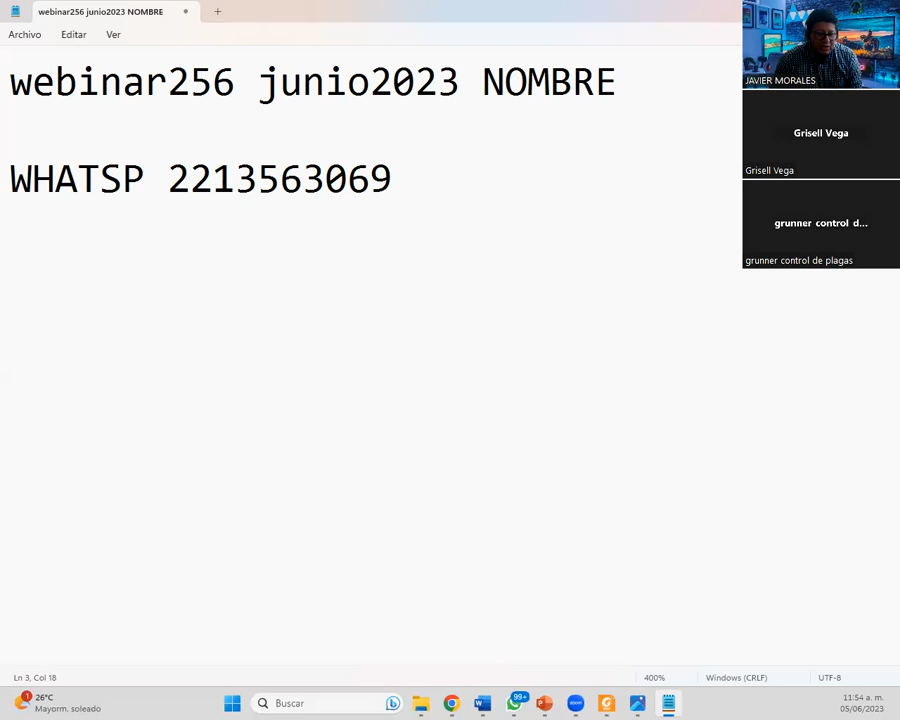 webinar256 junio2023 NOMBRE
Archivo Editar Ver
webinar256 junio2023 NOMBRE
WHATSP 2213563069
JAVIER MORALES
Grisell Vega
Grisell Vega
grunner control d...
grunner control de plagas
Ln 3, Col 18
400%
Windows (CRLF)
UTF-8
1
26°C
Mayorm. soleado
Buscar
99+
zoom
11:54 a. m.
05/06/2023